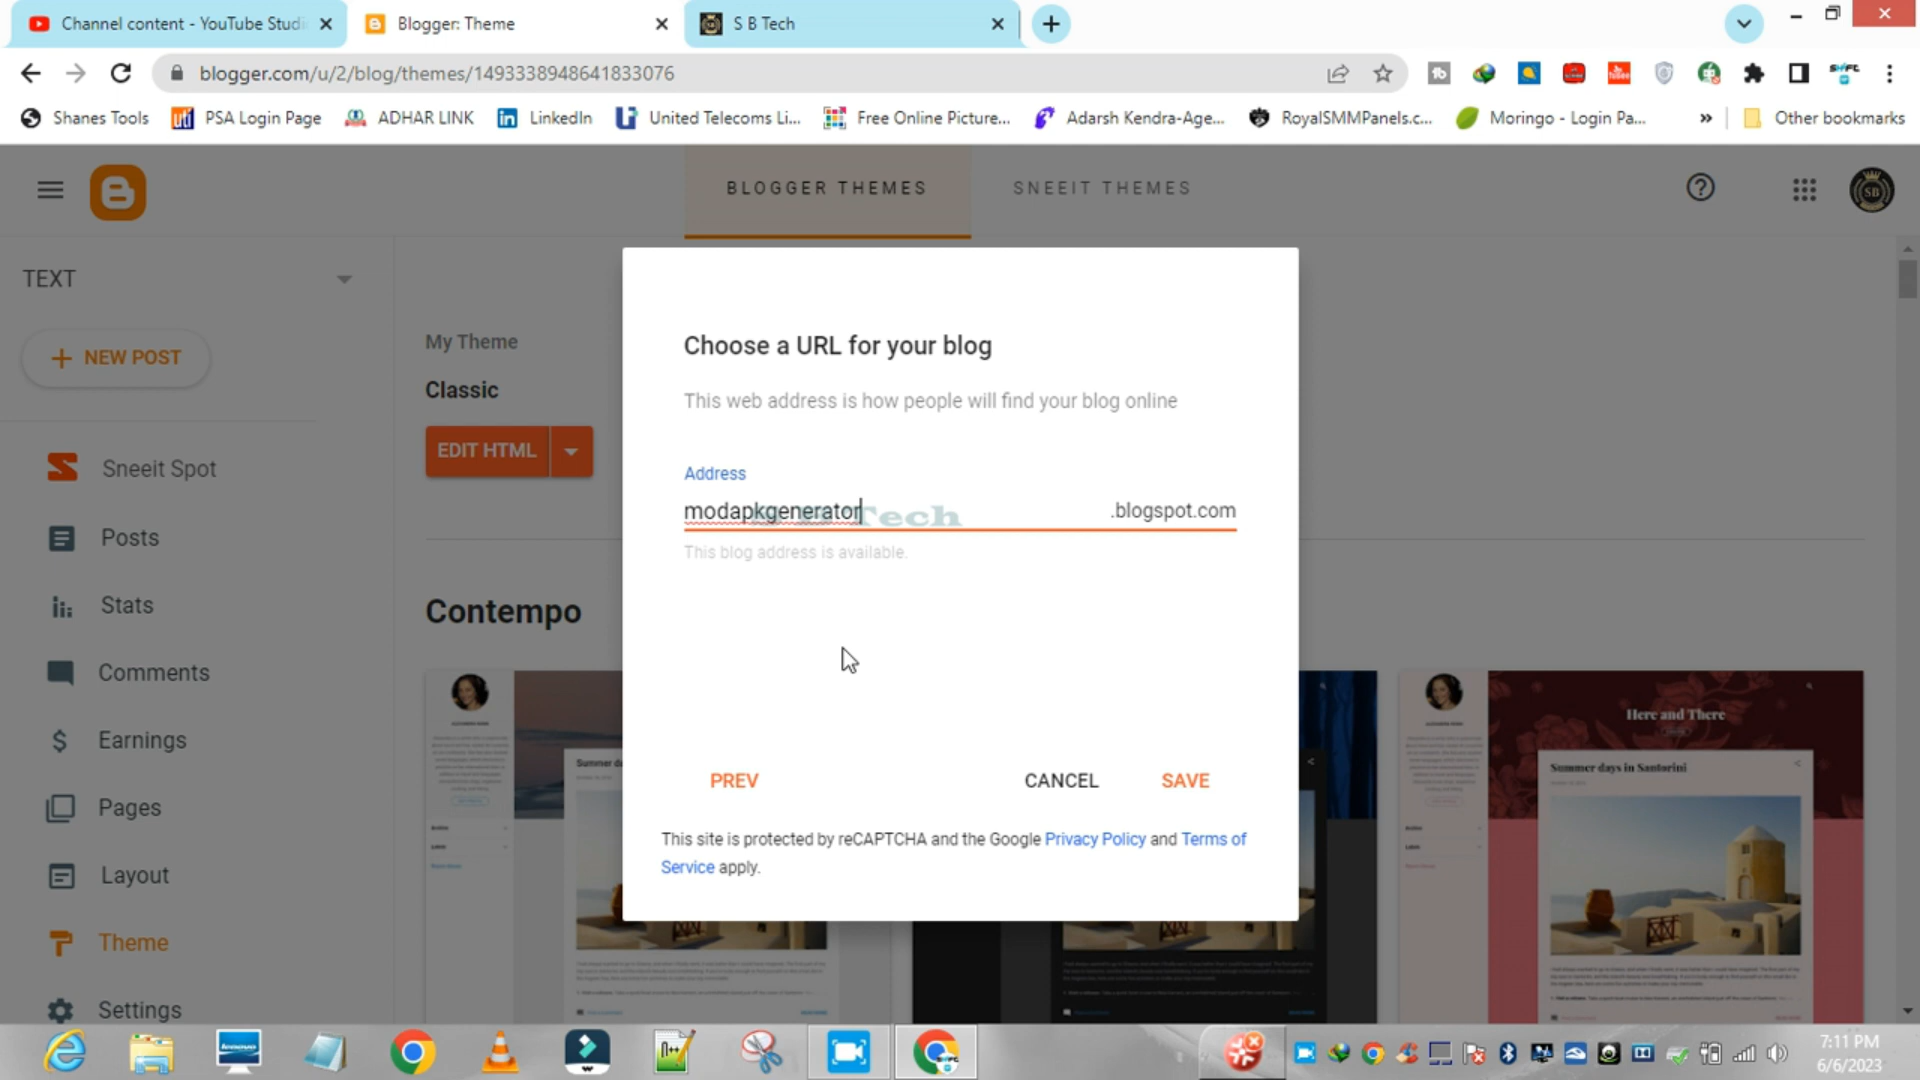 Channel content - YouTube Studi
Blogger: Theme
S B Tech
blogger.com/u/2/blog/themes/1493338948641833076
Shanes Tools
PSA Login Page
ADHAR LINK
LinkedIn
United Telecoms Li...
Free Online Picture...
Adarsh Kendra-Age...
RoyalSMMPanels.c...
Moringo - Login Pa...
»
Other bookmarks
BLOGGER THEMES
SNEEIT THEMES
TEXT
NEW POST
Sneeit Spot
Posts
Stats
Comments
Earnings
Pages
Layout
Theme
Settings
My Theme
Classic
EDIT HTML
Contempo
Choose a URL for your blog
This web address is how people will find your blog online
Address
modapkgenerator
Tech
.blogspot.com
This blog address is available.
PREV
CANCEL
SAVE
This site is protected by reCAPTCHA and the Google Privacy Policy and Terms of
Service apply.
Summer da
Here and There
Summer days in Santorini
7:11 PM
6/6/2023